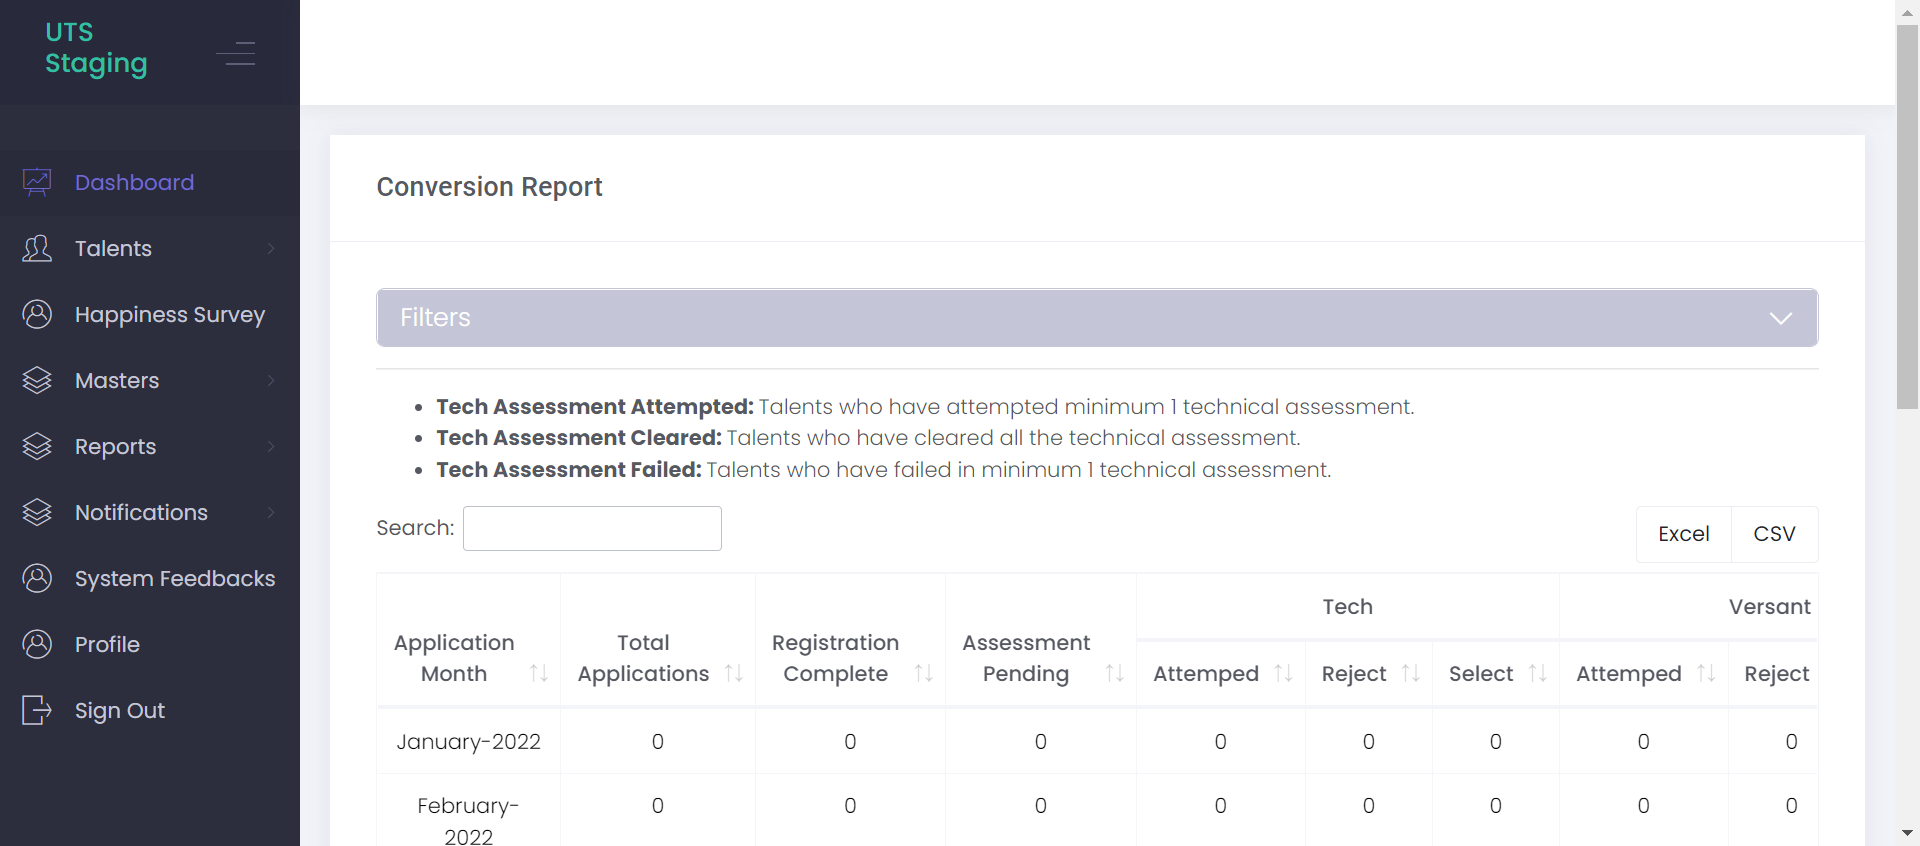 UTS
Staging
Dashboard
Talents
Happiness Survey
Masters
Reports
Notifications
System Feedbacks
Profile
Sign Out
Conversion Report
Filters
Tech Assessment Attempted: Talents who have attempted minimum 1 technical assessment.
Tech Assessment Cleared: Talents who have cleared all the technical assessment.
Tech Assessment Failed: Talents who have failed in minimum 1 technical assessment.
Search:
Excel CSV
Tech Versant
Application Month Total Applications Registration Complete Assessment Pending Attemped Reject Select Attemped Reject
January-2022 0 0 0 0 0 0 0 0
February-2022 0 0 0 0 0 0 0 0